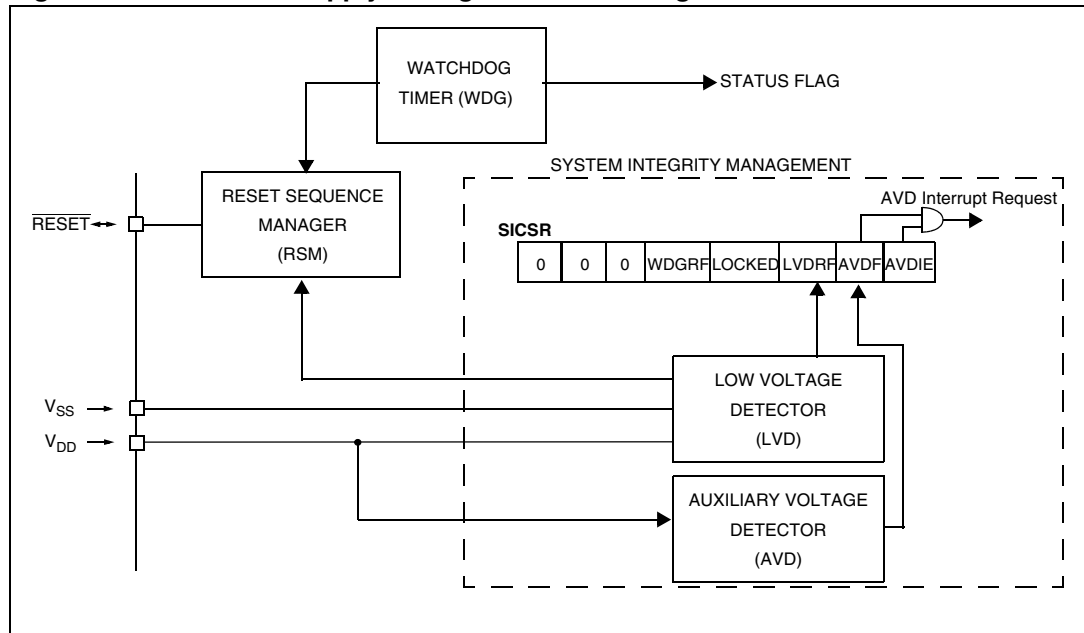 WATCHDOG
TIMER (WDG)
STATUS FLAG
SYSTEM INTEGRITY MANAGEMENT
RESET SEQUENCE
MANAGER
(RSM)
AVD Interrupt Request
RESET
SICSR
0 0 0 WDGRF LOCKED LVDRF AVDF AVDIE
LOW VOLTAGE
DETECTOR
(LVD)
VSS
VDD
AUXILIARY VOLTAGE
DETECTOR
(AVD)